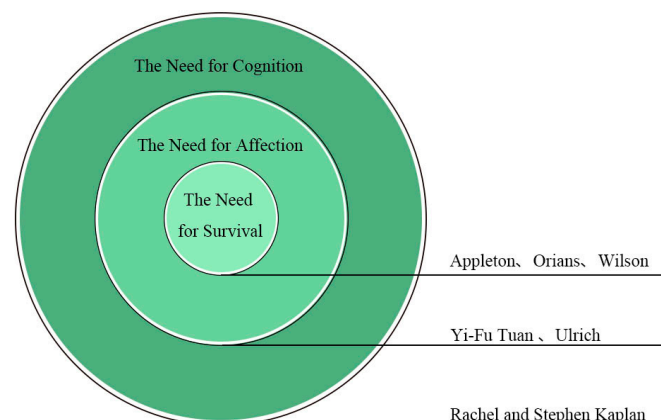 The Need for Cognition
The Need for Affection
The Need
for Survival
Appleton、Orians、Wilson
Yi-Fu Tuan 、Ulrich
Rachel and Stephen Kaplan